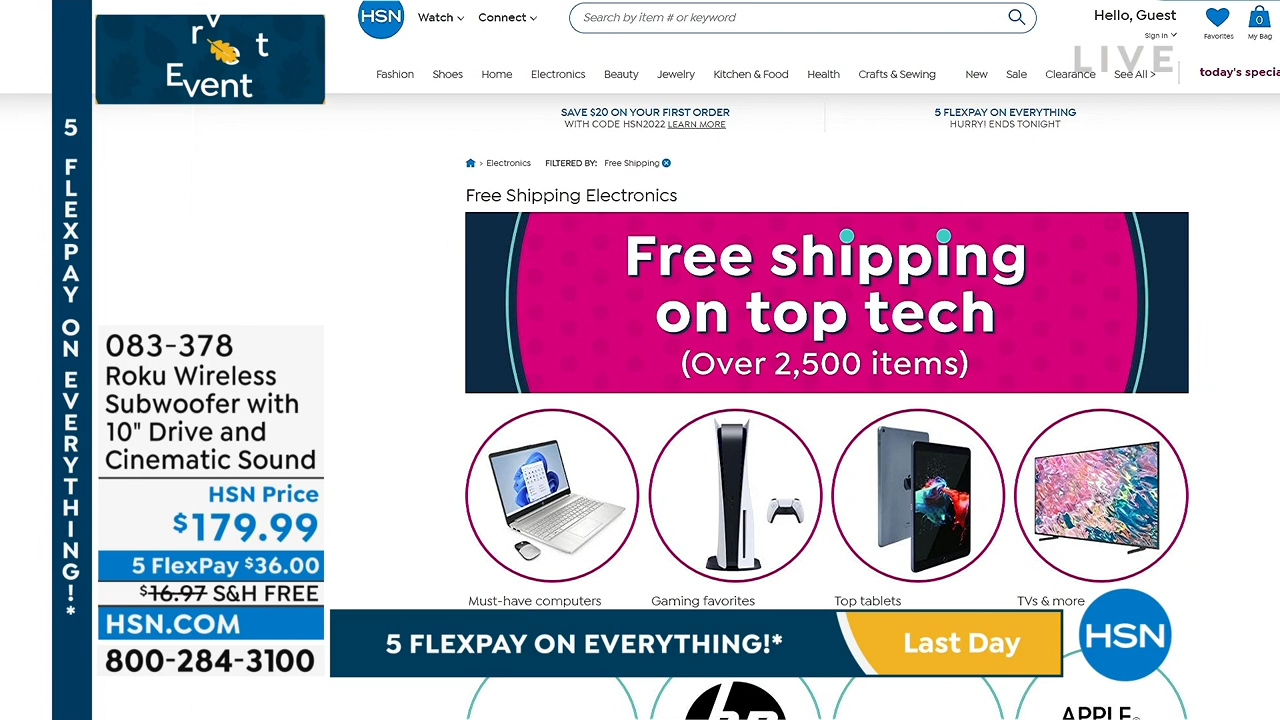 Event
5 FLEXPAY ON EVERYTHING!*
083-378
Roku Wireless
Subwoofer with
10" Drive and
Cinematic Sound
HSN Price
$179.99
5 FlexPay $36.00
$16.97 S&H FREE
HSN.COM
800-284-3100
HSN
Watch
Connect
Search by item # or keyword
Hello, Guest
Sign In
Favorites
0
My Bag
LIVE
Fashion Shoes Home Electronics Beauty Jewelry Kitchen & Food Health Crafts & Sewing New Sale Clearance See All >
today's specia
SAVE $20 ON YOUR FIRST ORDER
WITH CODE HSN2022 LEARN MORE
5 FLEXPAY ON EVERYTHING
HURRY! ENDS TONIGHT
> Electronics FILTERED BY: Free Shipping
Free Shipping Electronics
Free shipping
on top tech
(Over 2,500 items)
Must-have computers
Gaming favorites
Top tablets
TVs & more
5 FLEXPAY ON EVERYTHING!*
Last Day
HSN
hp
APPLE